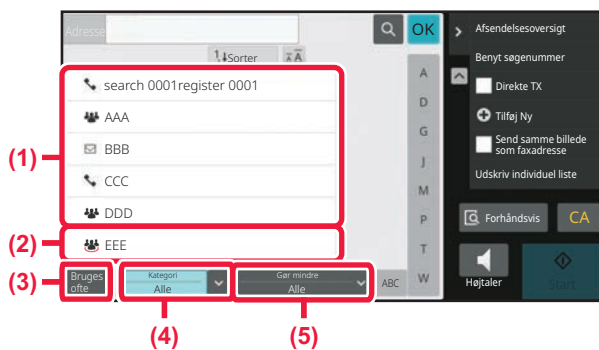 Adresse
OK
1 Sorter
search 0001register 0001
AAA
BBB
CCC
DDD
EEE
Bruges
ofte
Kategori
Alle
Gør mindre
Alle
ABC
A
D
G
J
M
P
T
W
Afsendelsesoversigt
Benyt søgenummer
Direkte TX
Tilføj Ny
Send samme billede
som faxadresse
Udskriv individuel liste
Forhåndsvis
CA
Højtaler
Start
(1)
(2)
(3)
(4)
(5)